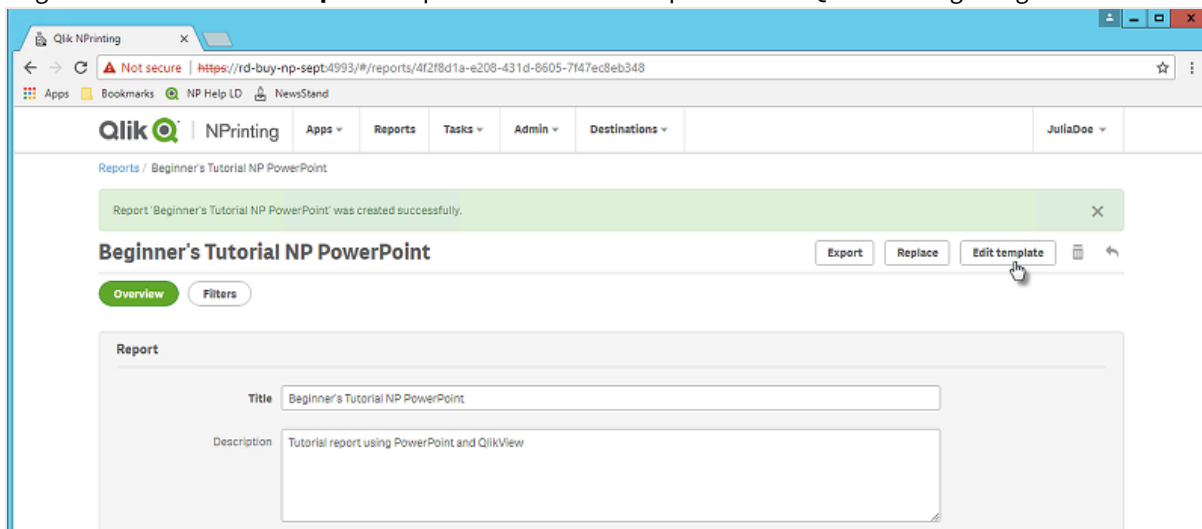 Qlik NPrinting
Not secure | https://rd-buy-np-sept:4993/#/reports/4f2f8d1a-e208-431d-8605-7f47ec8eb348
Apps Bookmarks NP Help LD NewsStand
Qlik NPrinting Apps Reports Tasks Admin Destinations JuliaDoe
Reports / Beginner's Tutorial NP PowerPoint
Report 'Beginner's Tutorial NP PowerPoint' was created successfully.
Beginner's Tutorial NP PowerPoint Export Replace Edit template
Overview Filters
Report
Title Beginner's Tutorial NP PowerPoint
Description Tutorial report using PowerPoint and QlikView